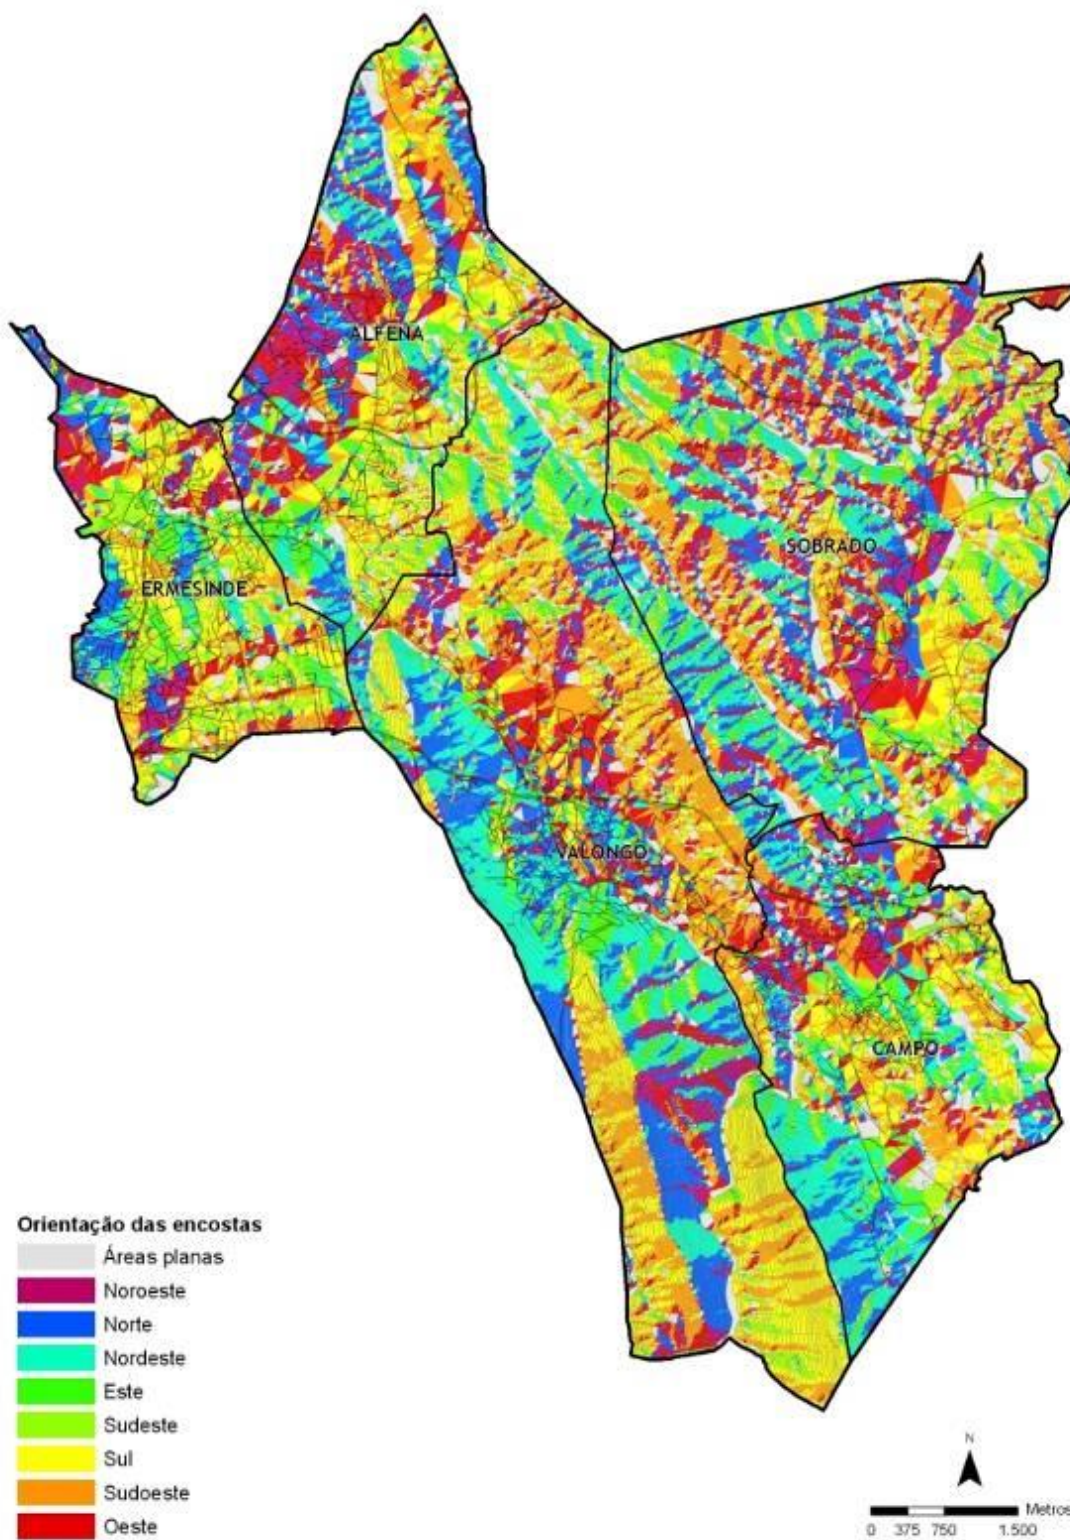 ALFENA
SOBRADO
ERMESINDE
VALONGO
CAMPO
Orientação das encostas
Áreas planas
Noroeste
Norte
Nordeste
Este
Sudeste
Sul
Sudoeste
Oeste
N
Metros
0 375 750 1.500